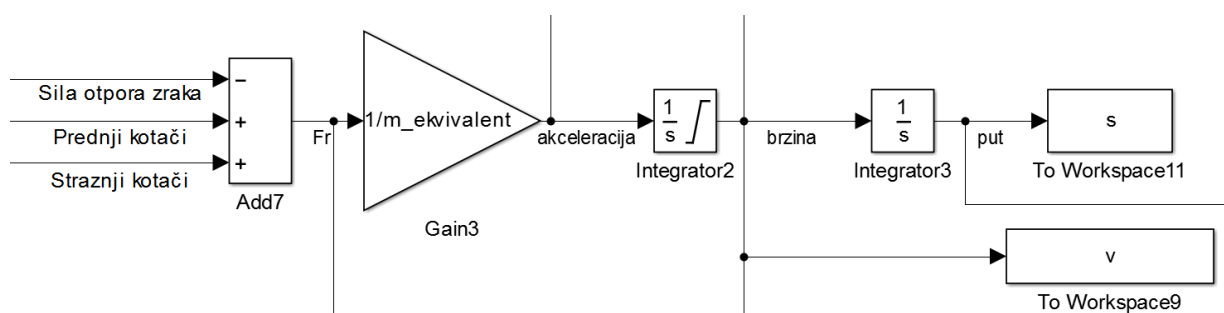 −
Sila otpora zraka
+
Prednji kotači
+
Straznji kotači
Add7
Fr
1/m_ekvivalent
Gain3
akceleracija
1
s
Integrator2
brzina
1
s
Integrator3
put
s
To Workspace11
v
To Workspace9